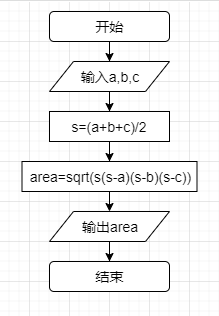 开始
输入a,b,c
s=(a+b+c)/2
area=sqrt(s(s-a)(s-b)(s-c))
输出area
结束